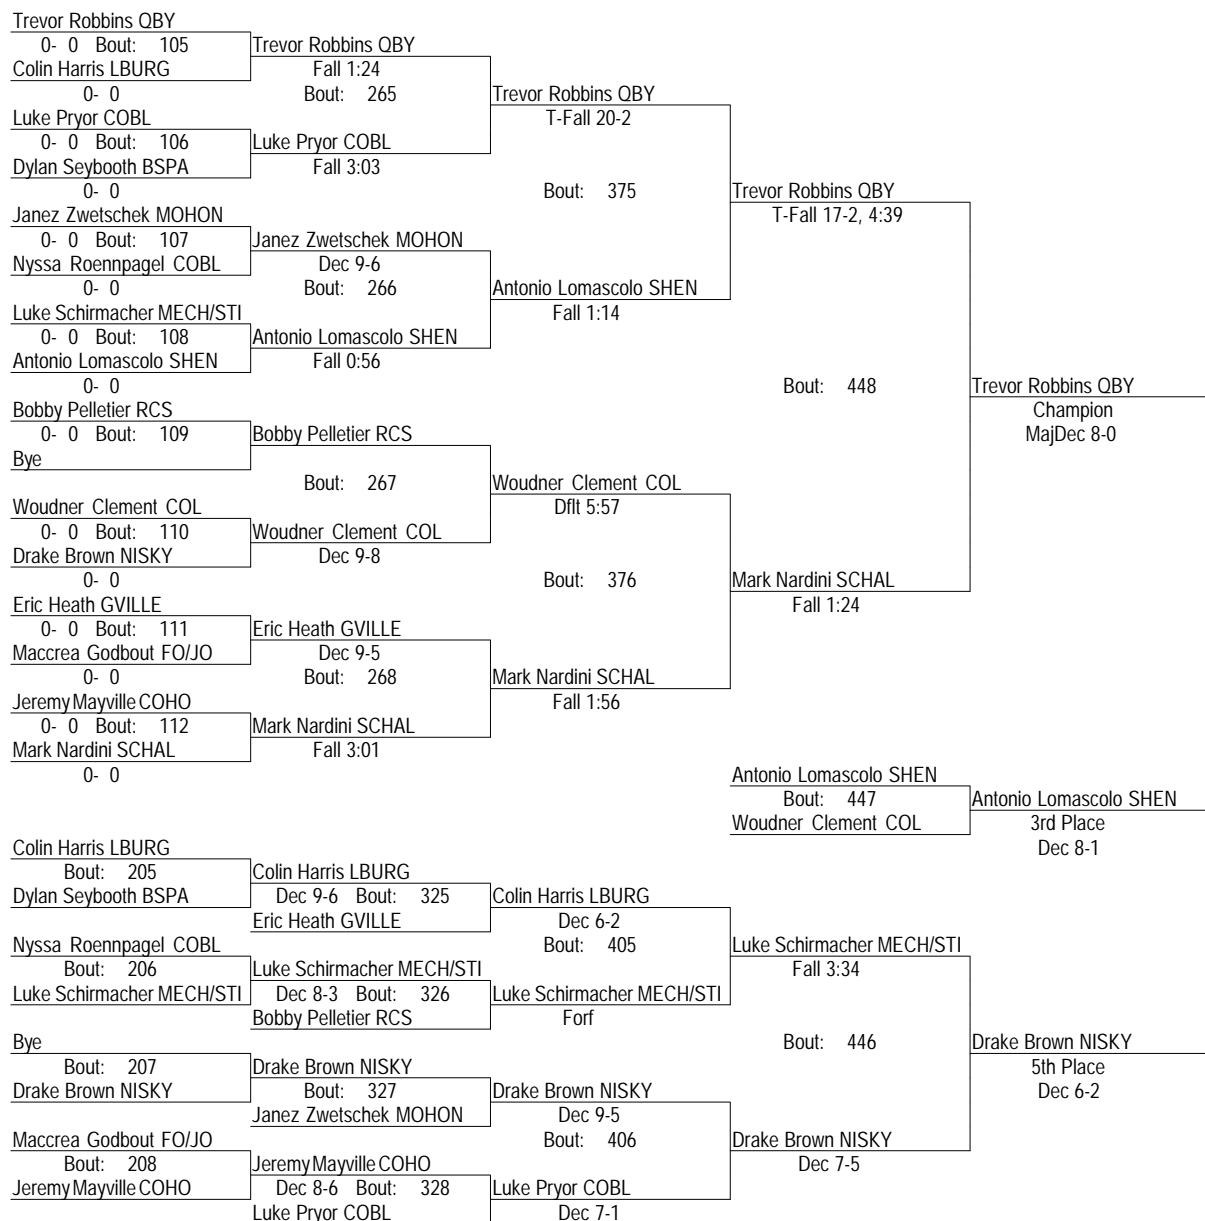 Trevor Robbins QBY
0- 0 Bout: 105 Trevor Robbins QBY
Colin Harris LBURG Fall 1:24
0- 0 Bout: 265 Trevor Robbins QBY
Luke Pryor COBL T-Fall 20-2
0- 0 Bout: 106 Luke Pryor COBL
Dylan Seybooth BSPA Fall 3:03
0- 0 Bout: 375 Trevor Robbins QBY
Janez Zwetschek MOHON T-Fall 17-2, 4:39
0- 0 Bout: 107 Janez Zwetschek MOHON
Nyssa Roennpagel COBL Dec 9-6
0- 0 Bout: 266 Antonio Lomascolo SHEN
Luke Schirmacher MECH/STI Fall 1:14
0- 0 Bout: 108 Antonio Lomascolo SHEN
Antonio Lomascolo SHEN Fall 0:56
0- 0 Bout: 448 Trevor Robbins QBY
Bobby Pelletier RCS Champion
0- 0 Bout: 109 Bobby Pelletier RCS MajDec 8-0
Bye
Bout: 267 Woudner Clement COL
Woudner Clement COL Dflt 5:57
0- 0 Bout: 110 Woudner Clement COL
Drake Brown NISKY Dec 9-8
0- 0 Bout: 376 Mark Nardini SCHAL
Eric Heath GVILLE Fall 1:24
0- 0 Bout: 111 Eric Heath GVILLE
Maccrea Godbout FO/JO Dec 9-5
0- 0 Bout: 268 Mark Nardini SCHAL
Jeremy Mayville COHO Fall 1:56
0- 0 Bout: 112 Mark Nardini SCHAL
Mark Nardini SCHAL Fall 3:01
0- 0 Antonio Lomascolo SHEN
Bout: 447 Antonio Lomascolo SHEN
Woudner Clement COL 3rd Place
Colin Harris LBURG Dec 8-1
Bout: 205 Colin Harris LBURG
Dylan Seybooth BSPA Dec 9-6 Bout: 325 Colin Harris LBURG
Eric Heath GVILLE Dec 6-2
Nyssa Roennpagel COBL Bout: 405 Luke Schirmacher MECH/STI
Bout: 206 Luke Schirmacher MECH/STI Fall 3:34
Luke Schirmacher MECH/STI Dec 8-3 Bout: 326 Luke Schirmacher MECH/STI
Bobby Pelletier RCS Forf
Bye Bout: 446 Drake Brown NISKY
Bout: 207 Drake Brown NISKY 5th Place
Drake Brown NISKY Bout: 327 Drake Brown NISKY Dec 6-2
Janez Zwetschek MOHON Dec 9-5
Maccrea Godbout FO/JO Bout: 406 Drake Brown NISKY
Bout: 208 Jeremy Mayville COHO Dec 7-5
Jeremy Mayville COHO Dec 8-6 Bout: 328 Luke Pryor COBL
Luke Pryor COBL Dec 7-1